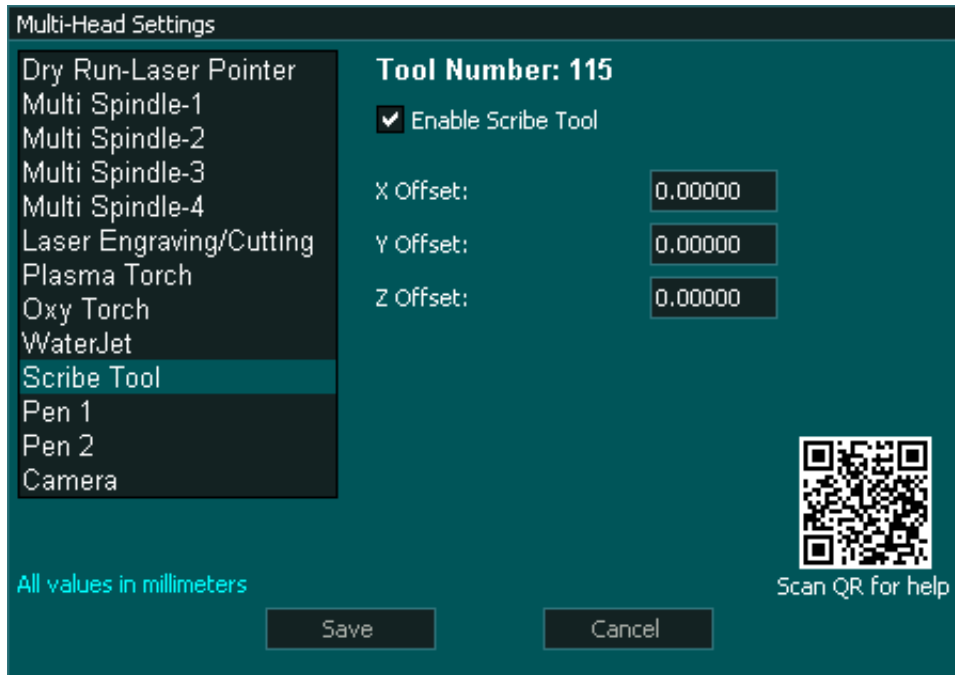 Multi-Head Settings
Dry Run-Laser Pointer
Multi Spindle-1
Multi Spindle-2
Multi Spindle-3
Multi Spindle-4
Laser Engraving/Cutting
Plasma Torch
Oxy Torch
WaterJet
Scribe Tool
Pen 1
Pen 2
Camera
Tool Number: 115
Enable Scribe Tool
X Offset: 0.00000
Y Offset: 0.00000
Z Offset: 0.00000
All values in millimeters
Scan QR for help
Save Cancel